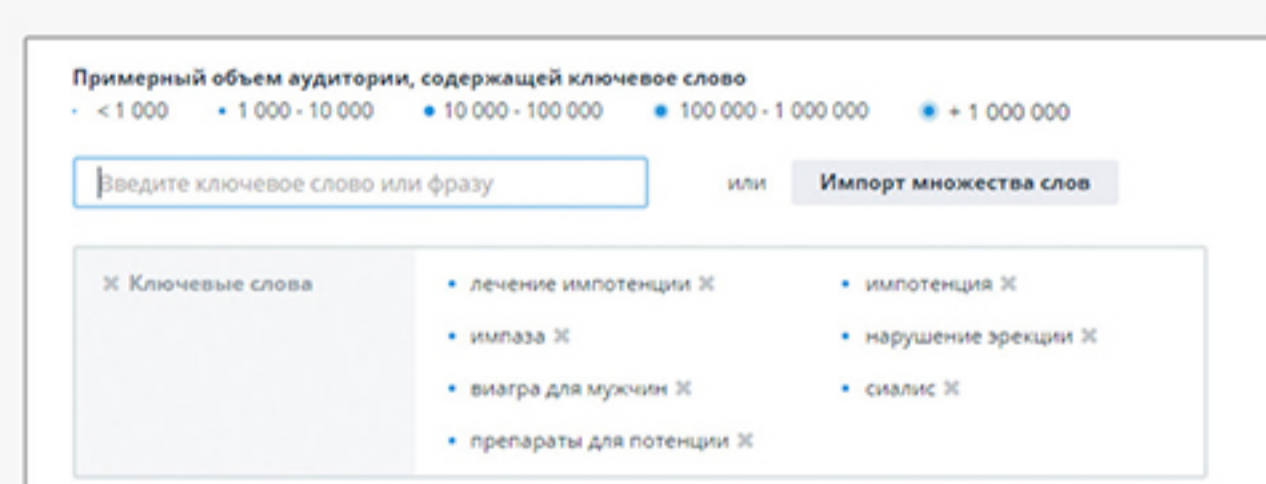 Примерный объем аудитории, содержащей ключевое слово
< 1 000 1 000 - 10 000 10 000 - 100 000 100 000 - 1 000 000 + 1 000 000
Введите ключевое слово или фразу или Импорт множества слов
Ключевые слова лечение импотенции импотенция
импаза нарушение эрекции
виагра для мужчин сиалис
препараты для потенции